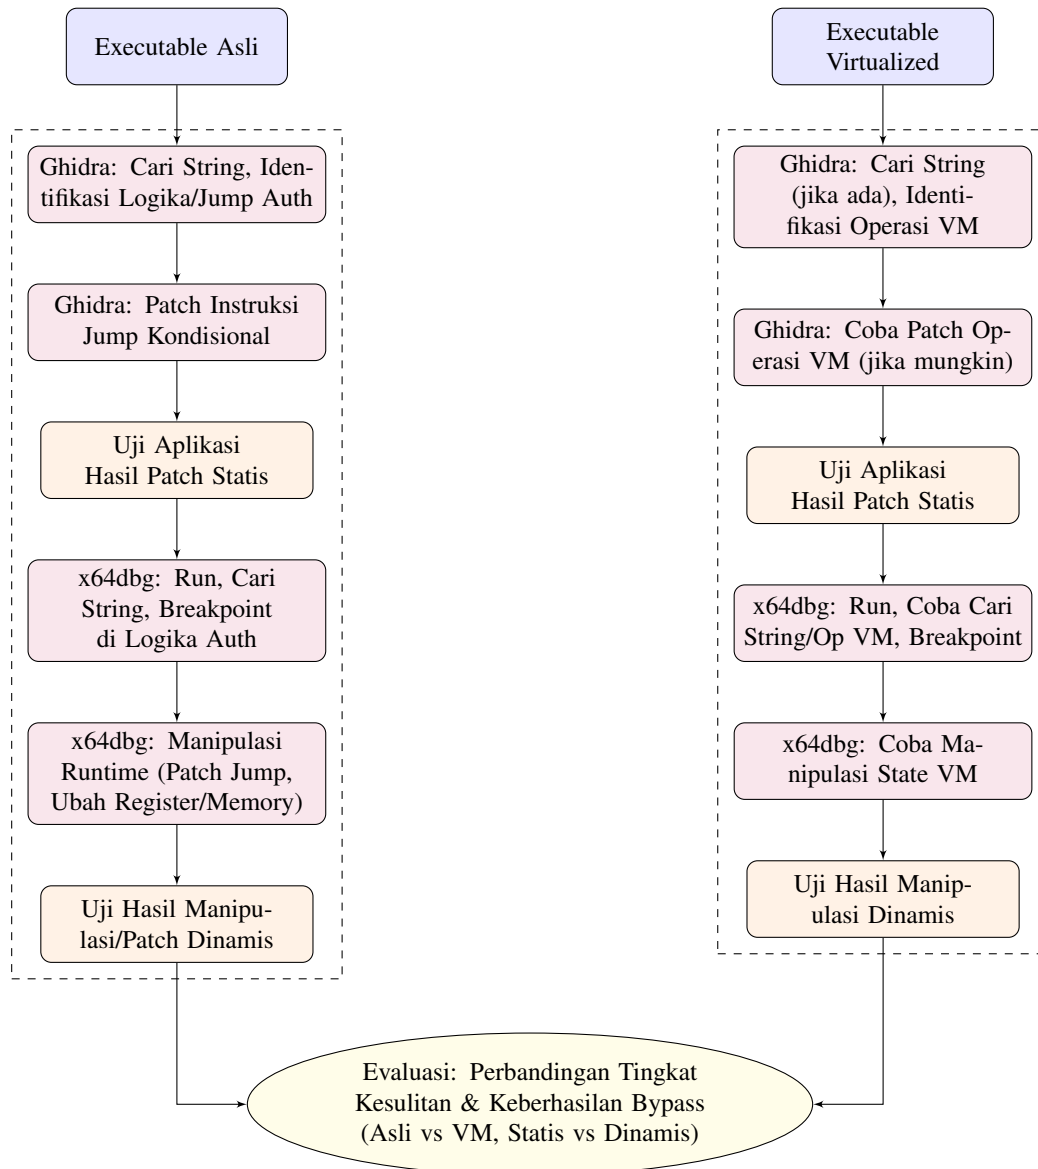 Executable Asli
Ghidra: Cari String, Iden-
tifikasi Logika/Jump Auth
Ghidra: Patch Instruksi
Jump Kondisional
Uji Aplikasi
Hasil Patch Statis
x64dbg: Run, Cari
String, Breakpoint
di Logika Auth
x64dbg: Manipulasi
Runtime (Patch Jump,
Ubah Register/Memory)
Uji Hasil Manipu-
lasi/Patch Dinamis
Executable
Virtualized
Ghidra: Cari String
(jika ada), Identi-
fikasi Operasi VM
Ghidra: Coba Patch Op-
erasi VM (jika mungkin)
Uji Aplikasi
Hasil Patch Statis
x64dbg: Run, Coba Cari
String/Op VM, Breakpoint
x64dbg: Coba Ma-
nipulasi State VM
Uji Hasil Manip-
ulasi Dinamis
Evaluasi: Perbandingan Tingkat
Kesulitan & Keberhasilan Bypass
(Asli vs VM, Statis vs Dinamis)